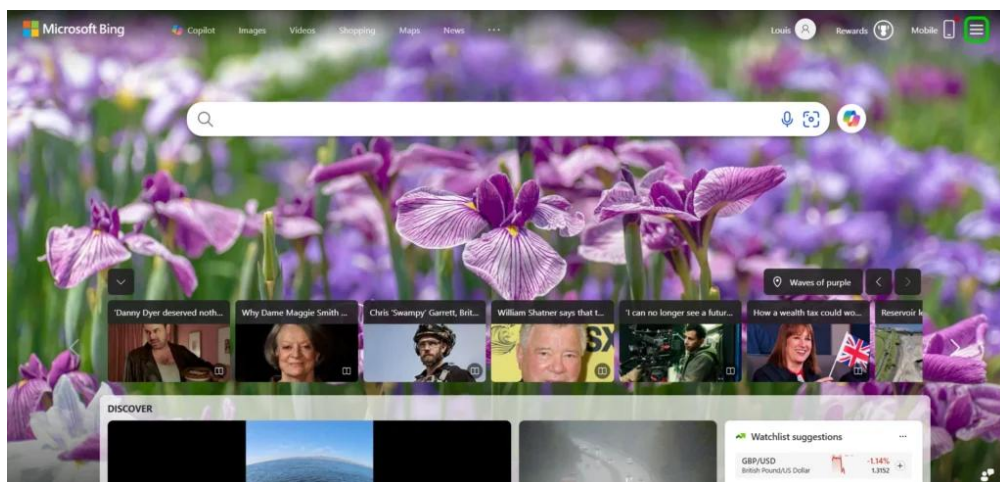 Microsoft Bing Copilot Images Videos Shopping Maps News ... Louis Rewards Mobile
Waves of purple
'Danny Dyer deserved noth... Why Dame Maggie Smith ... Chris 'Swampy' Garrett, Brit... William Shatner says that t... 'I can no longer see a futur... How a wealth tax could wo... Reservoir l
DISCOVER
Watchlist suggestions ...
GBP/USD -1.14%
British Pound/US Dollar 1.3152